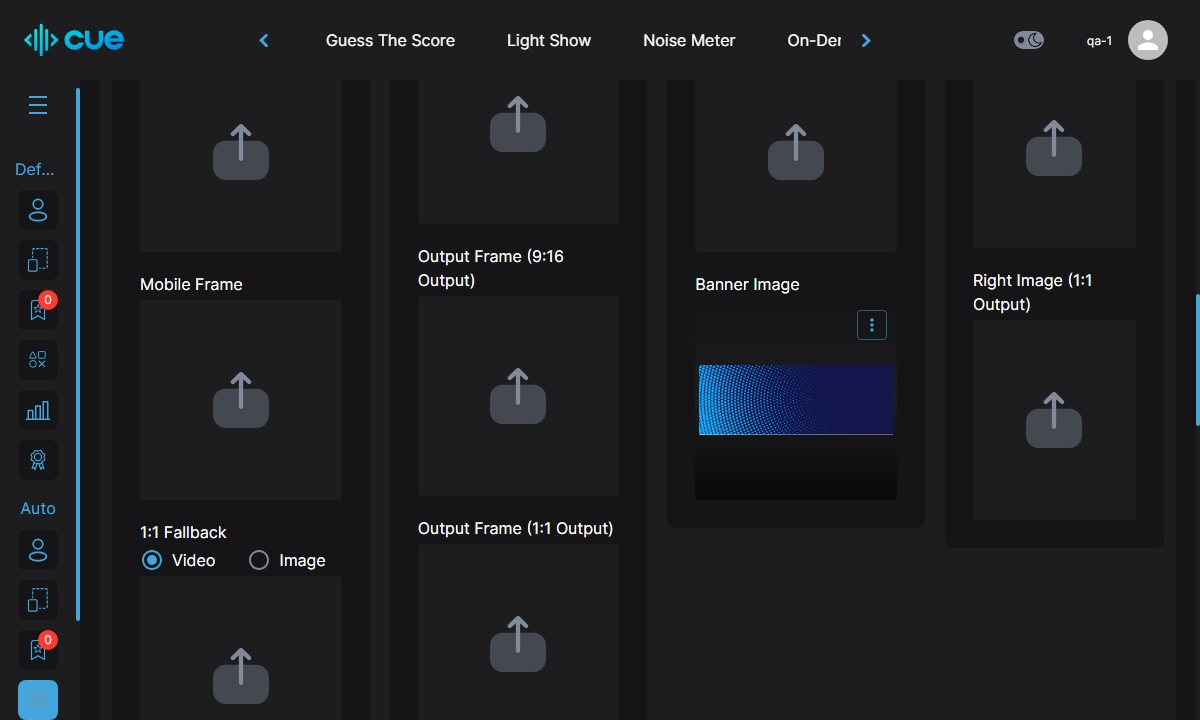 cue
Guess The Score
Light Show
Noise Meter
On-Der
qa-1
Def...
0
Auto
0
Mobile Frame
1:1 Fallback
Video
Image
Output Frame (9:16
Output)
Output Frame (1:1 Output)
Banner Image
Right Image (1:1
Output)